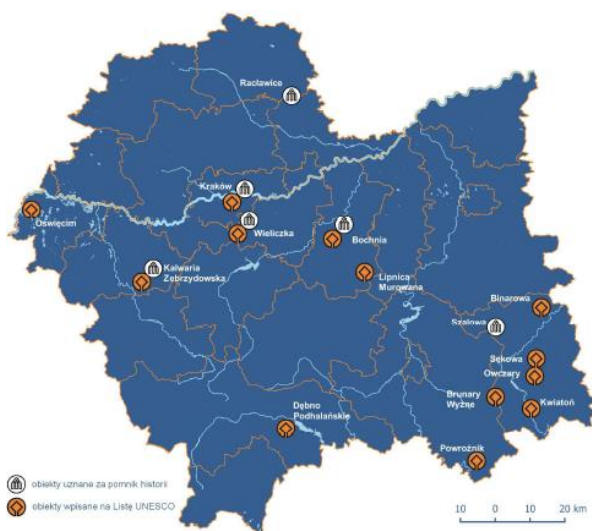 Racławice
Kraków
Oświęcim
Wieliczka
Bochnia
Kalwaria
Zębrzydowska
Lipnica
Murowana
Binarowa
Szalowa
Sękowa
Owczary
Brunary
Wyżne
Kwiatoń
Dębno
Podhalańskie
Powroźnik
obiekty uznane za pomnik historii
obiekty wpisane na Listę UNESCO
10 0 10 20 km